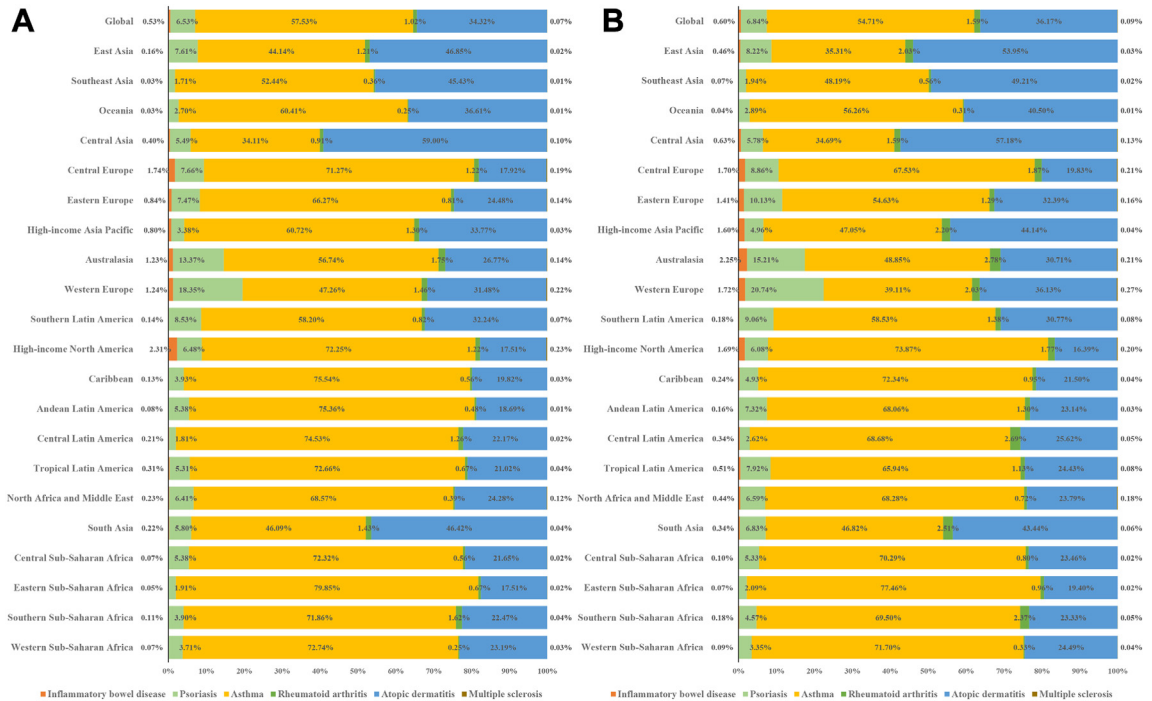 A
Global 0.53% 6.53% 57.53% 1.02% 34.32% 0.07%
East Asia 0.16% 7.61% 44.14% 1.21% 46.85% 0.02%
Southeast Asia 0.03% 1.71% 52.44% 0.36% 45.43% 0.01%
Oceania 0.03% 2.70% 60.41% 0.25% 36.61% 0.01%
Central Asia 0.40% 5.49% 34.11% 0.91% 59.00% 0.10%
Central Europe 1.74% 7.66% 71.27% 1.22% 17.92% 0.19%
Eastern Europe 0.84% 7.47% 66.27% 0.81% 24.48% 0.14%
High-income Asia Pacific 0.80% 3.38% 60.72% 1.30% 33.77% 0.03%
Australasia 1.23% 13.37% 56.74% 1.75% 26.77% 0.14%
Western Europe 1.24% 18.35% 47.26% 1.46% 31.48% 0.22%
Southern Latin America 0.14% 8.53% 58.20% 0.82% 32.24% 0.07%
High-income North America 2.31% 6.48% 72.25% 1.22% 17.51% 0.23%
Caribbean 0.13% 3.93% 75.54% 0.56% 19.82% 0.03%
Andean Latin America 0.08% 5.38% 75.36% 0.48% 18.69% 0.01%
Central Latin America 0.21% 1.81% 74.53% 1.26% 22.17% 0.02%
Tropical Latin America 0.31% 5.31% 72.66% 0.67% 21.02% 0.04%
North Africa and Middle East 0.23% 6.41% 68.57% 0.39% 24.28% 0.12%
South Asia 0.22% 5.80% 46.09% 1.43% 46.42% 0.04%
Central Sub-Saharan Africa 0.07% 5.38% 72.32% 0.56% 21.65% 0.02%
Eastern Sub-Saharan Africa 0.05% 1.91% 79.85% 0.67% 17.51% 0.02%
Southern Sub-Saharan Africa 0.11% 3.90% 71.86% 1.62% 22.47% 0.04%
Western Sub-Saharan Africa 0.07% 3.71% 72.74% 0.25% 23.19% 0.03%
0% 10% 20% 30% 40% 50% 60% 70% 80% 90% 100%
Inflammatory bowel disease Psoriasis Asthma Rheumatoid arthritis Atopic dermatitis Multiple sclerosis
B
Global 0.60% 6.84% 54.71% 1.59% 36.17% 0.09%
East Asia 0.46% 8.22% 35.31% 2.03% 53.95% 0.03%
Southeast Asia 0.07% 1.94% 48.19% 0.56% 49.21% 0.02%
Oceania 0.04% 2.89% 56.26% 0.31% 40.50% 0.01%
Central Asia 0.63% 5.78% 34.69% 1.59% 57.18% 0.13%
Central Europe 1.70% 8.86% 67.53% 1.87% 19.83% 0.21%
Eastern Europe 1.41% 10.13% 54.63% 1.29% 32.39% 0.16%
High-income Asia Pacific 1.60% 4.96% 47.05% 2.20% 44.14% 0.04%
Australasia 2.25% 15.21% 48.85% 2.78% 30.71% 0.21%
Western Europe 1.72% 20.74% 39.11% 2.03% 36.13% 0.27%
Southern Latin America 0.18% 9.06% 58.53% 1.38% 30.77% 0.08%
High-income North America 1.69% 6.08% 73.87% 1.77% 16.39% 0.20%
Caribbean 0.24% 4.93% 72.34% 0.95% 21.50% 0.04%
Andean Latin America 0.16% 7.32% 68.06% 1.30% 23.14% 0.03%
Central Latin America 0.34% 2.62% 68.68% 2.69% 25.62% 0.05%
Tropical Latin America 0.51% 7.92% 65.94% 1.13% 24.43% 0.08%
North Africa and Middle East 0.44% 6.59% 68.28% 0.72% 23.79% 0.18%
South Asia 0.34% 6.83% 46.82% 2.51% 43.44% 0.06%
Central Sub-Saharan Africa 0.10% 5.33% 70.29% 0.80% 23.46% 0.02%
Eastern Sub-Saharan Africa 0.07% 2.09% 77.46% 0.96% 19.40% 0.02%
Southern Sub-Saharan Africa 0.18% 4.57% 69.50% 2.37% 23.33% 0.05%
Western Sub-Saharan Africa 0.09% 3.35% 71.70% 0.33% 24.49% 0.04%
0% 10% 20% 30% 40% 50% 60% 70% 80% 90% 100%
Inflammatory bowel disease Psoriasis Asthma Rheumatoid arthritis Atopic dermatitis Multiple sclerosis